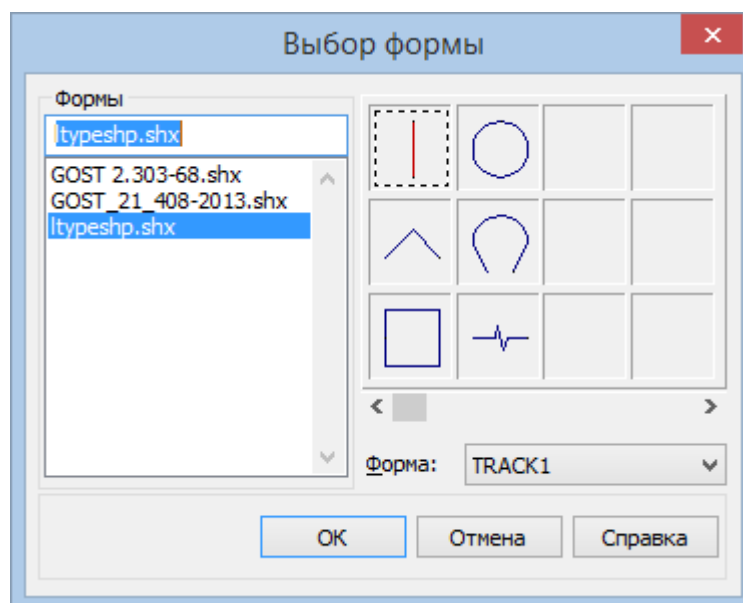 Выбор формы
Формы
ltypeshp.shx
GOST 2.303-68.shx
GOST_21_408-2013.shx
ltypeshp.shx
Форма:
TRACK1
ОК
Отмена
Справка